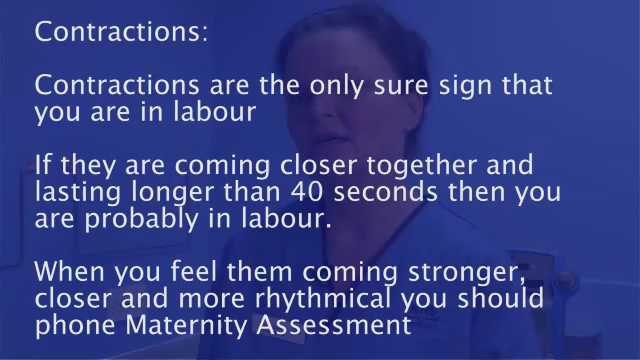 Contractions:
Contractions are the only sure sign that
you are in labour
If they are coming closer together and
lasting longer than 40 seconds then you
are probably in labour.
When you feel them coming stronger,
closer and more rhythmical you should
phone Maternity Assessment